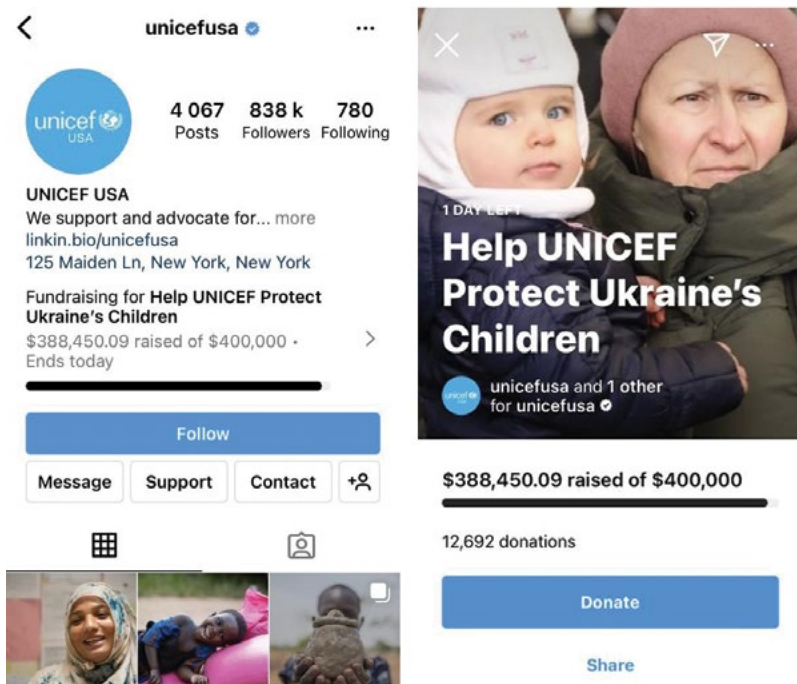 unicefusa
unicef
USA
4 067 838 k 780
Posts Followers Following
UNICEF USA
We support and advocate for... more
linkin.bio/unicefusa
125 Maiden Ln, New York, New York
Fundraising for Help UNICEF Protect
Ukraine's Children
$388,450.09 raised of $400,000 •
Ends today
Follow
Message Support Contact
1 DAY LEFT
Help UNICEF
Protect Ukraine's
Children
unicef
USA
unicefusa and 1 other
for unicefusa
$388,450.09 raised of $400,000
12,692 donations
Donate
Share